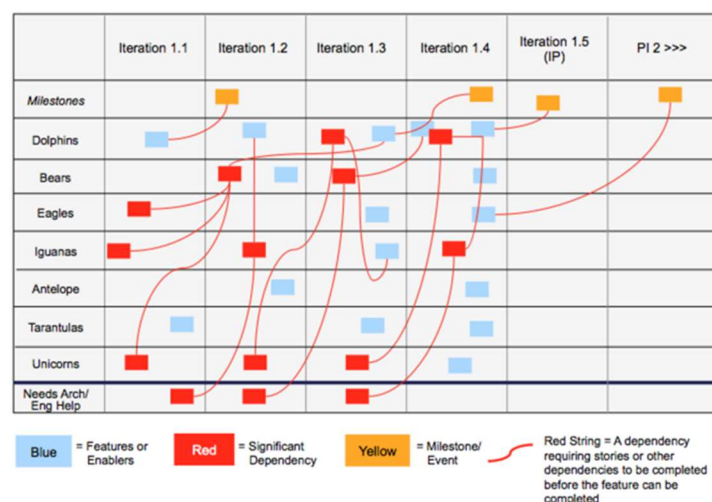 Iteration 1.1
Iteration 1.2
Iteration 1.3
Iteration 1.4
Iteration 1.5
(IP)
PI 2 >>>
Milestones
Dolphins
Bears
Eagles
Iguanas
Antelope
Tarantulas
Unicorns
Needs Arch/
Eng Help
Blue
= Features or
Enablers
Red
= Significant
Dependency
Yellow
= Milestone/
Event
Red String = A dependency
requiring stories or other
dependencies to be completed
before the feature can be
completed